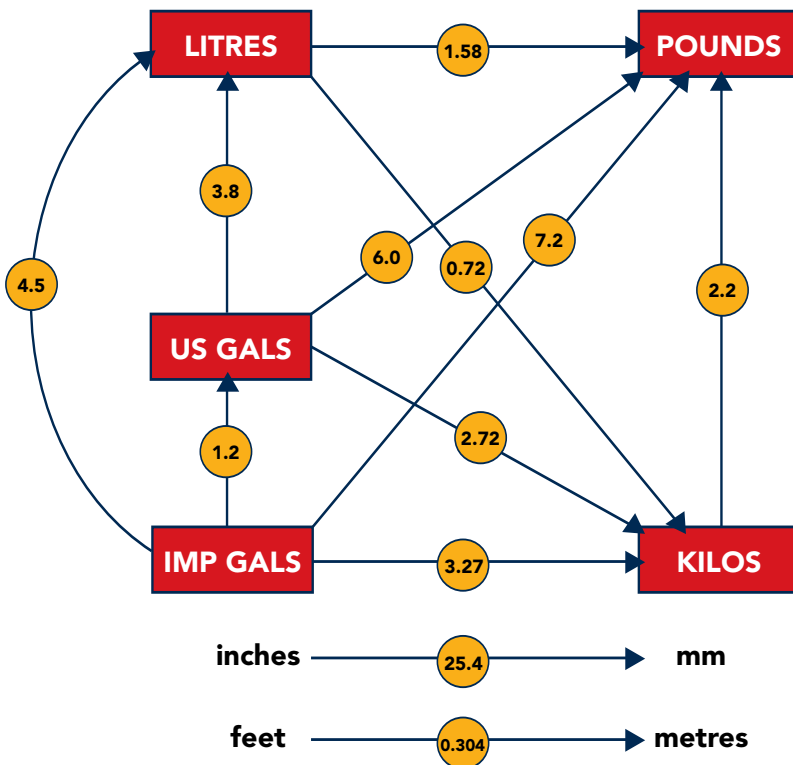 LITRES
1.58
POUNDS
3.8
4.5
6.0
0.72
7.2
2.2
US GALS
1.2
2.72
IMP GALS
3.27
KILOS
inches 25.4 mm
feet 0.304 metres